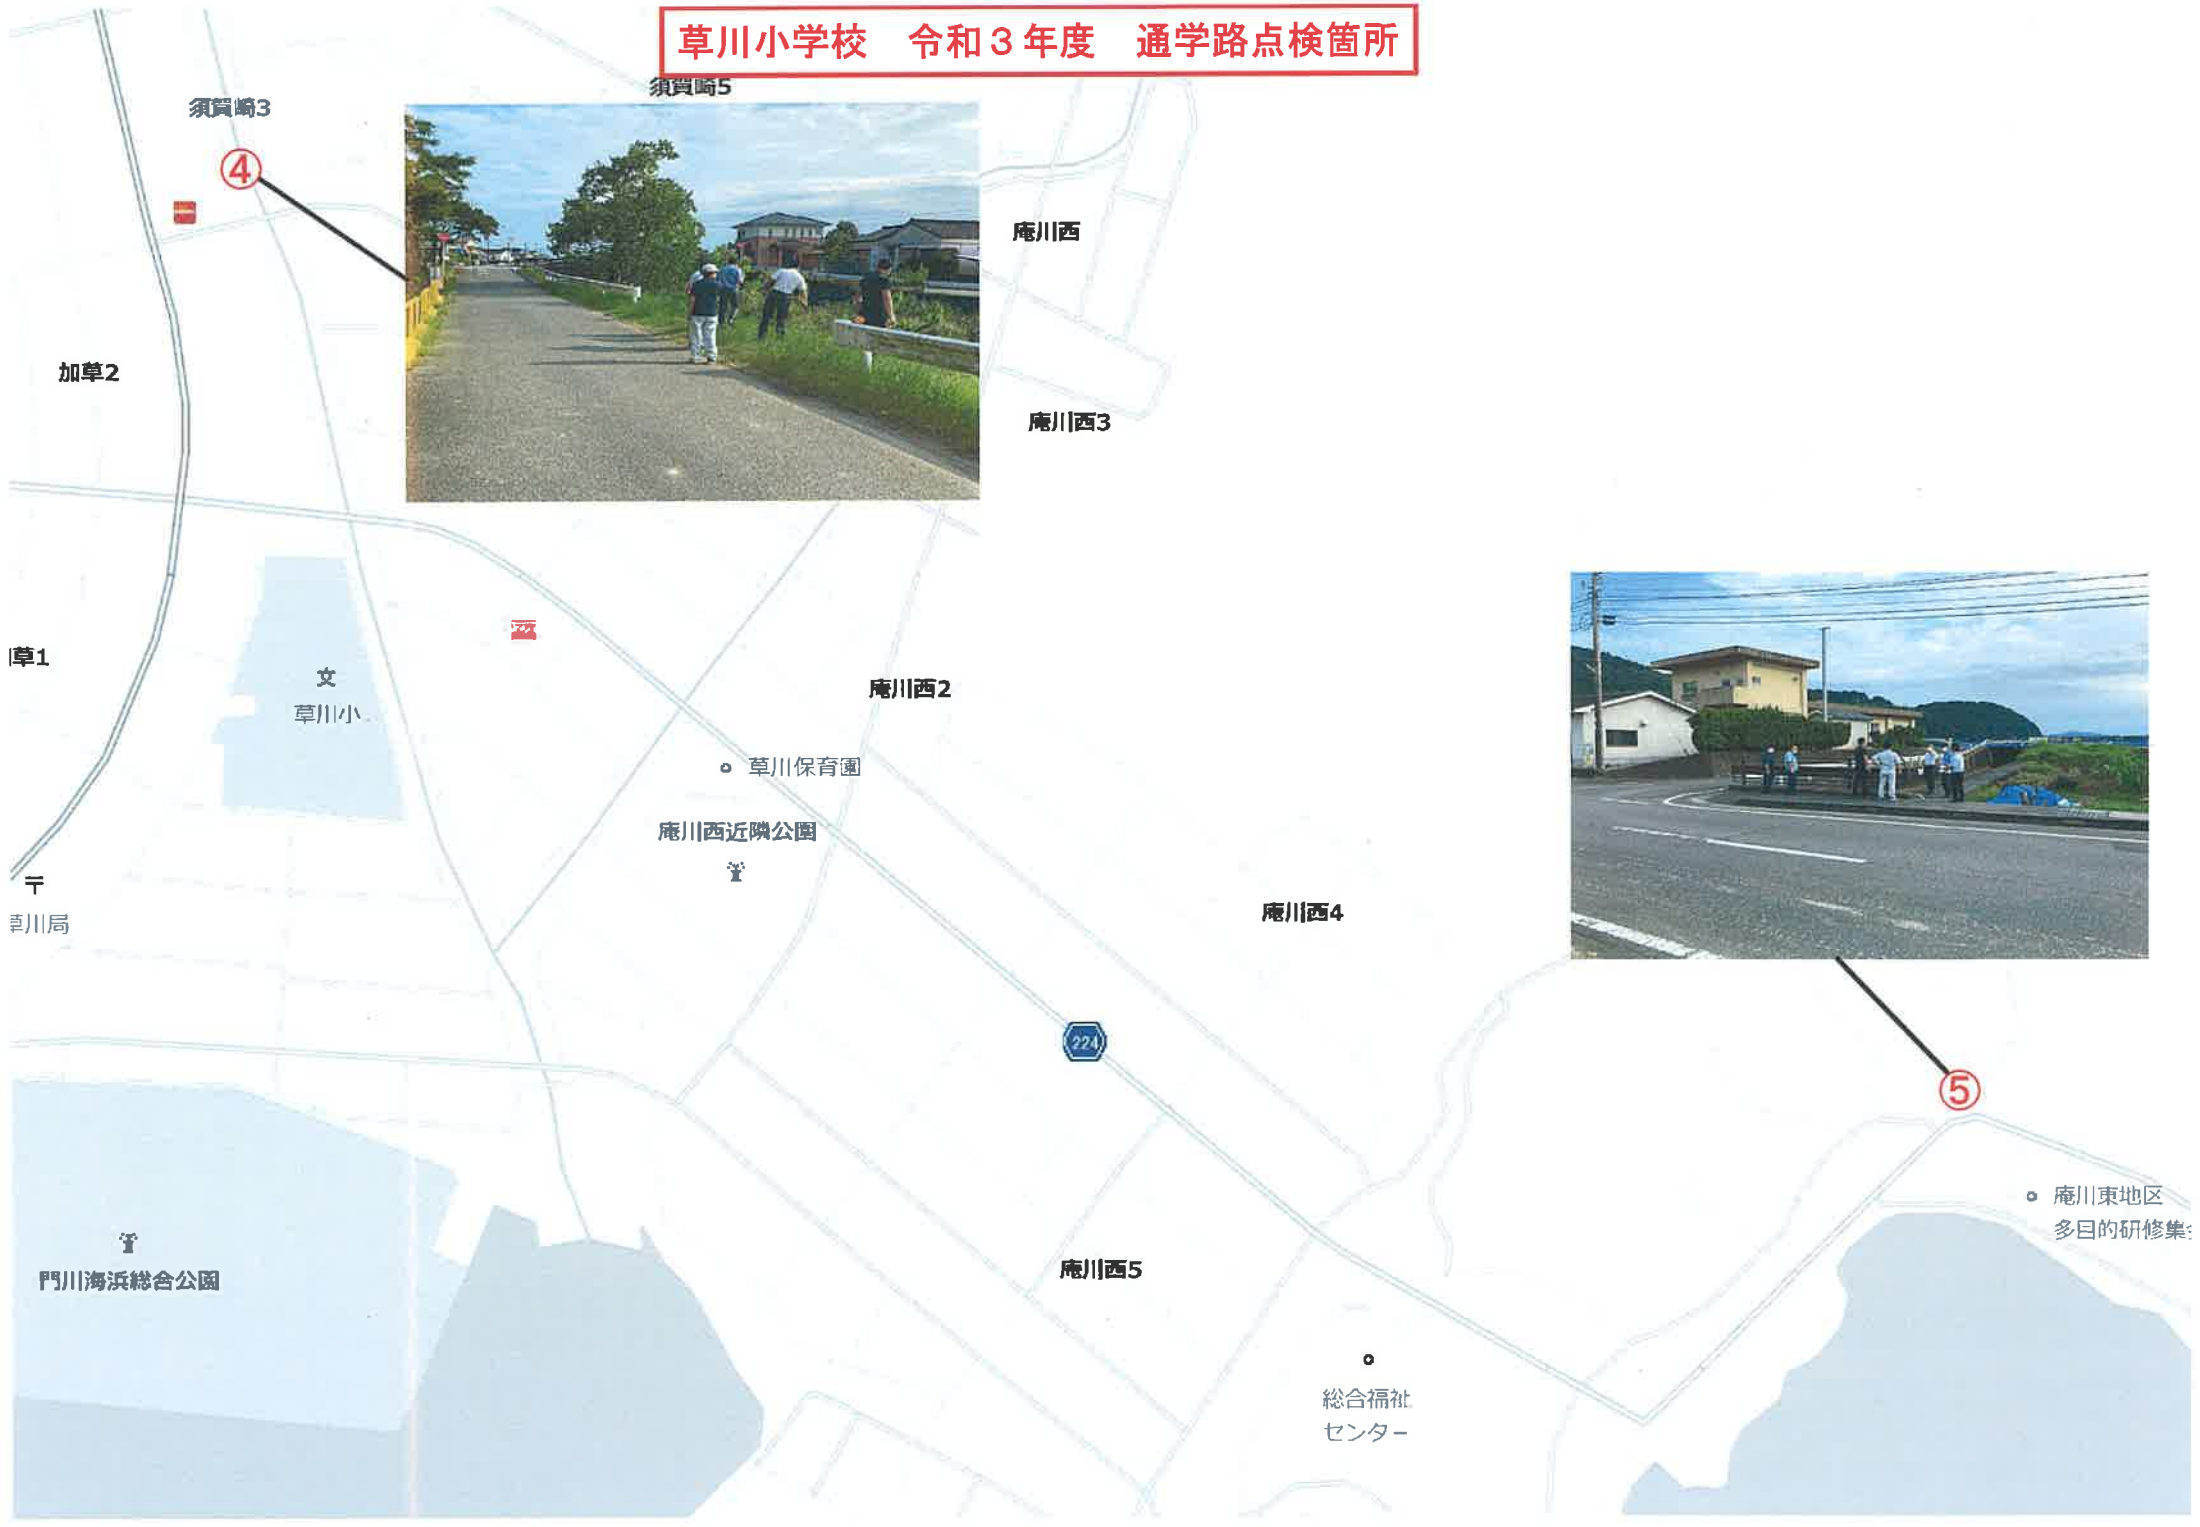 草川小学校　令和３年度　通学路点検箇所
須賀崎5
須賀崎3
④
庵川西
加草2
庵川西3
草1
文
草川小
庵川西2
草川保育園
庵川西近隣公園
〒
草川局
庵川西4
224
⑤
庵川東地区
多目的研修集
門川海浜総合公園
庵川西5
総合福祉
センター